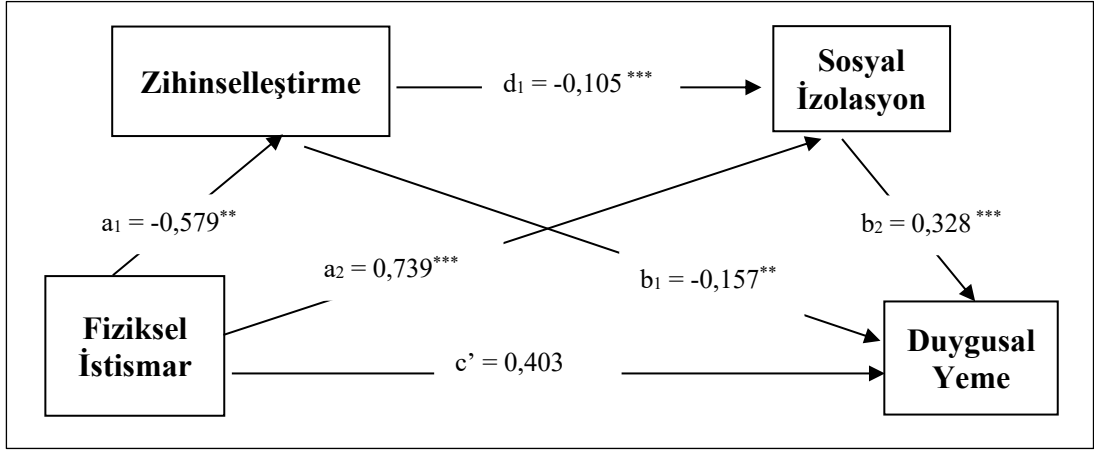 Zihinselleştirme
d₁ = -0,105 ***
Sosyal
İzolasyon
a₁ = -0,579**
a₂ = 0,739***
b₁ = -0,157**
b₂ = 0,328 ***
Fiziksel
İstismar
c’ = 0,403
Duygusal
Yeme